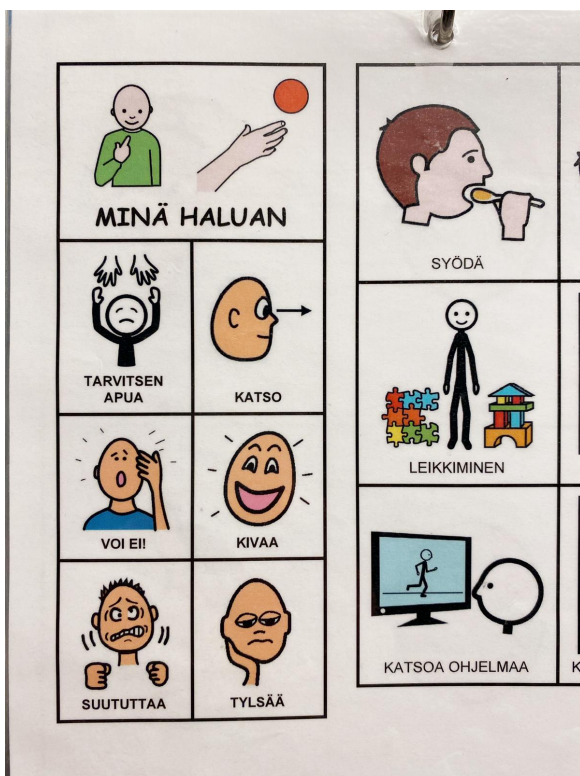 MINÄ HALUAN
TARVITSEN
APUA
KATSO
VOI EI!
KIVAA
SUUTUTTAA
TYLSÄÄ
SYÖDÄ
LEIKKIMINEN
KATSOA OHJELMAA
K